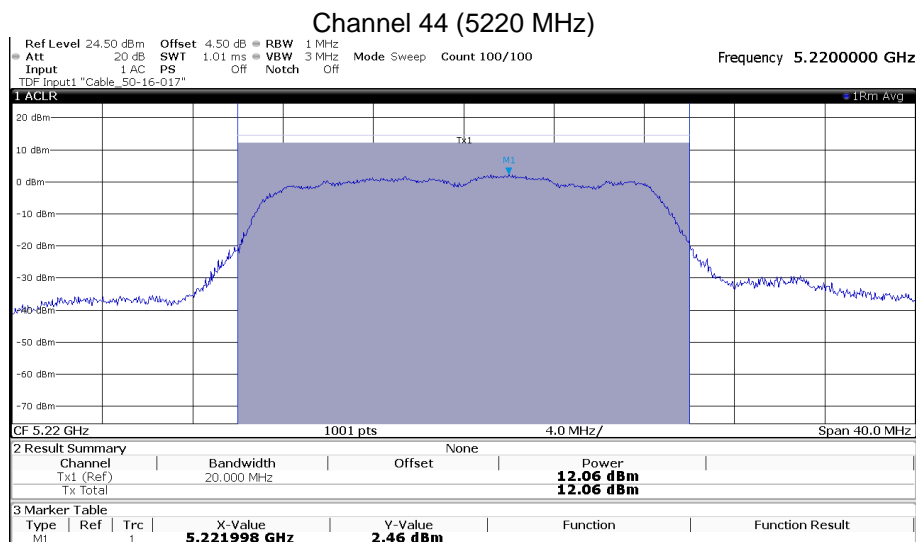 Channel 44 (5220 MHz)
Ref Level 24.50 dBm Offset 4.50 dB RBW 1 MHz
Att 20 dB SWT 1.01 ms VBW 3 MHz Mode Sweep Count 100/100 Frequency 5.2200000 GHz
Input 1 AC PS Off Notch Off
TDF Input1 "Cable_50-16-017"
1 ACLR 1Rm Avg
20 dBm
Tx1
10 dBm
M1
0 dBm
-10 dBm
-20 dBm
-30 dBm
-40 dBm
-50 dBm
-60 dBm
-70 dBm
CF 5.22 GHz 1001 pts 4.0 MHz/ Span 40.0 MHz
2 Result Summary None
Channel Bandwidth Offset Power
Tx1 (Ref) 20.000 MHz 12.06 dBm
Tx Total 12.06 dBm
3 Marker Table
Type Ref Trc X-Value Y-Value Function Function Result
M1 1 5.221998 GHz 2.46 dBm